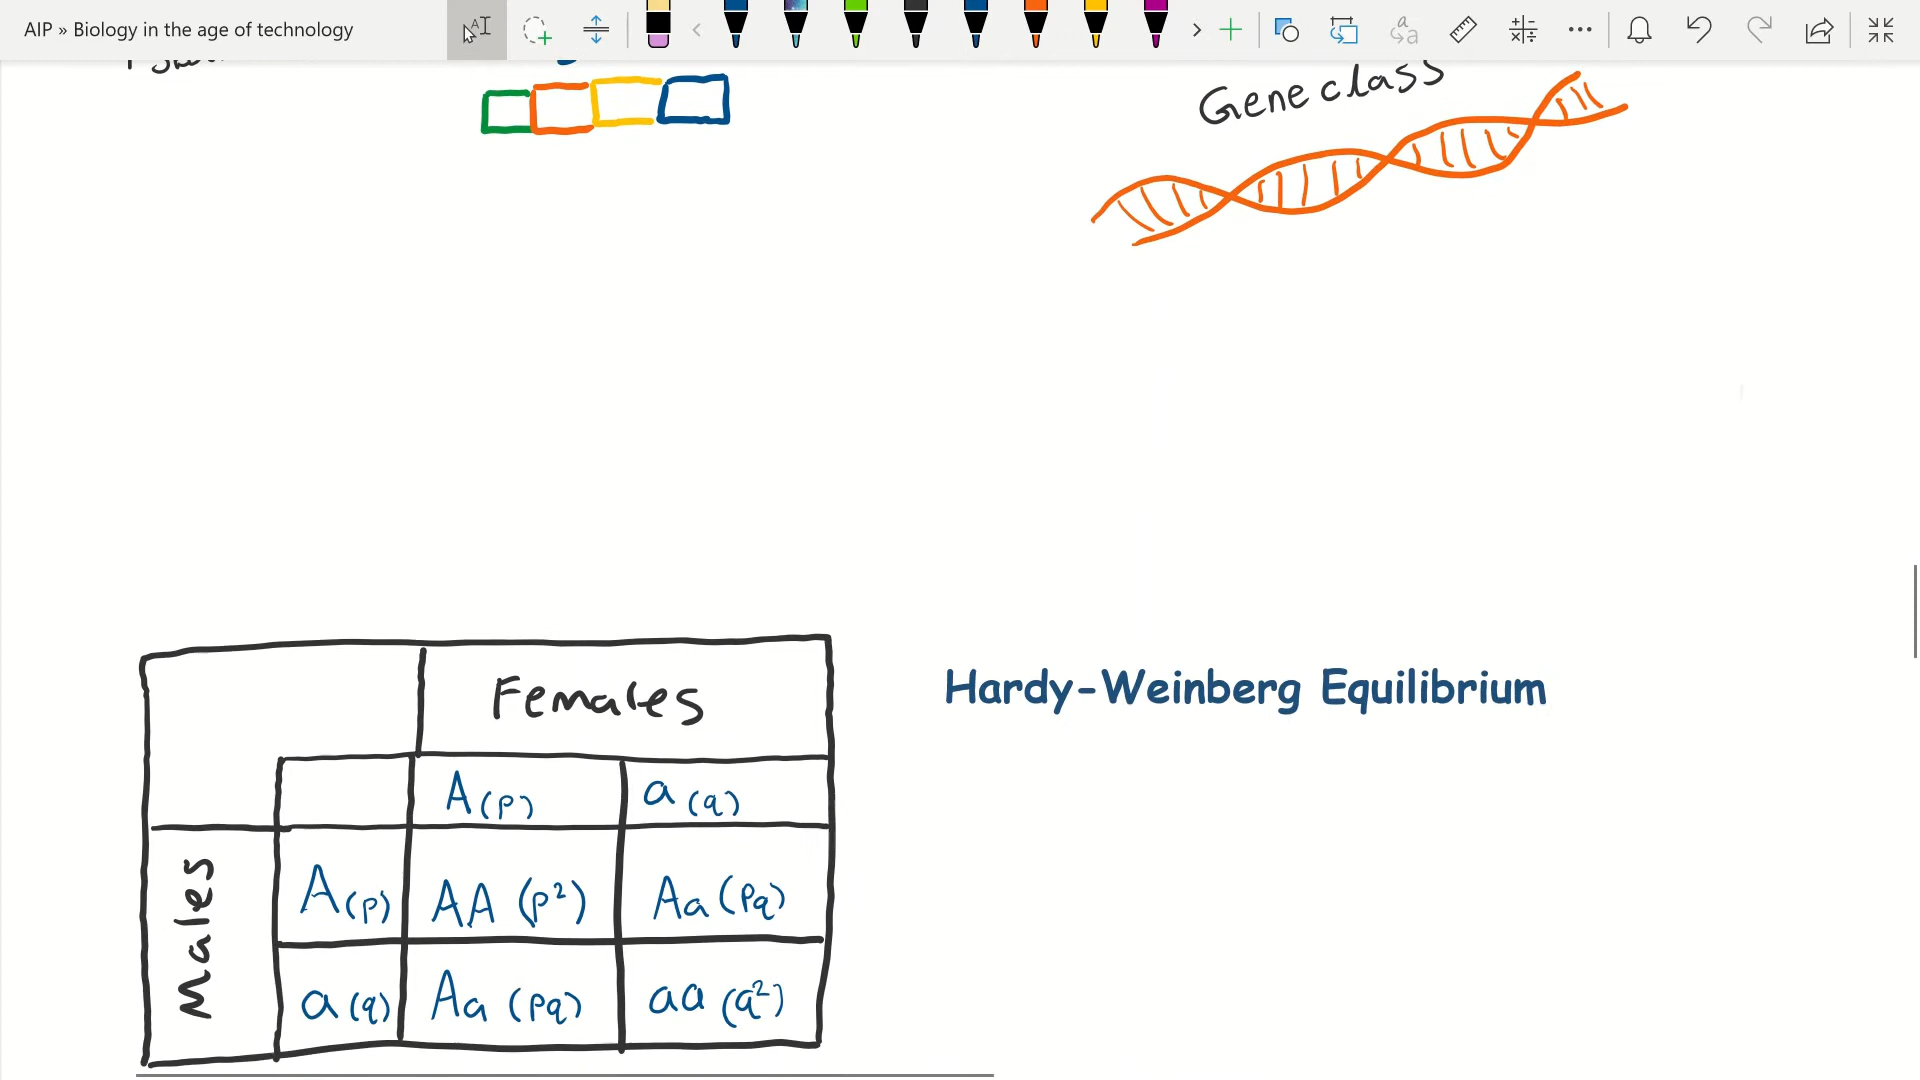 AIP » Biology in the age of technology
Gene class
Females
Hardy-Weinberg Equilibrium
A (p) a (q)
Males
A (p) AA (p²) Aa (pq)
a (q) Aa (pq) aa (q²)